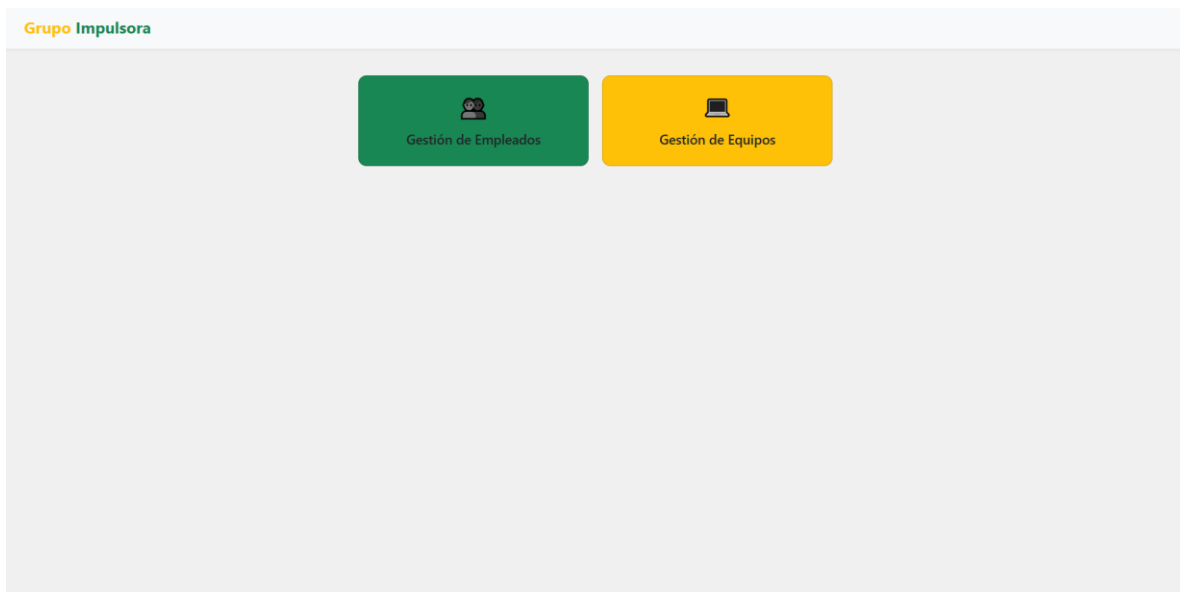 Grupo Impulsora
Gestión de Empleados
Gestión de Equipos